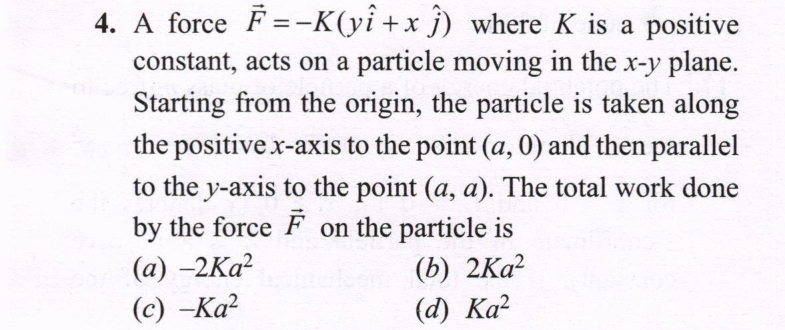 4. A force F⃗ = –K(yî + x ĵ) where K is a positive
constant, acts on a particle moving in the x-y plane.
Starting from the origin, the particle is taken along
the positive x-axis to the point (a, 0) and then parallel
to the y-axis to the point (a, a). The total work done
by the force F⃗ on the particle is
(a) –2Ka² (b) 2Ka²
(c) –Ka² (d) Ka²